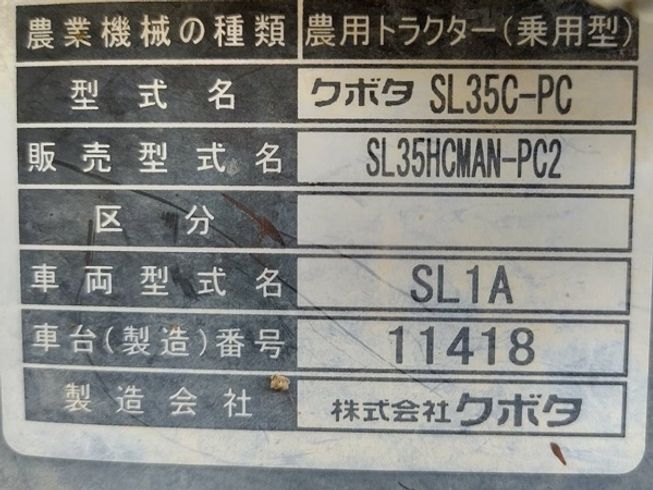 農業機械の種類 農用トラクター(乗用型)
型式名 クボタ SL35C-PC
販売型式名 SL35HCMAN-PC2
区分
車両型式名 SL1A
車台(製造)番号 11418
製造会社 株式会社クボタ